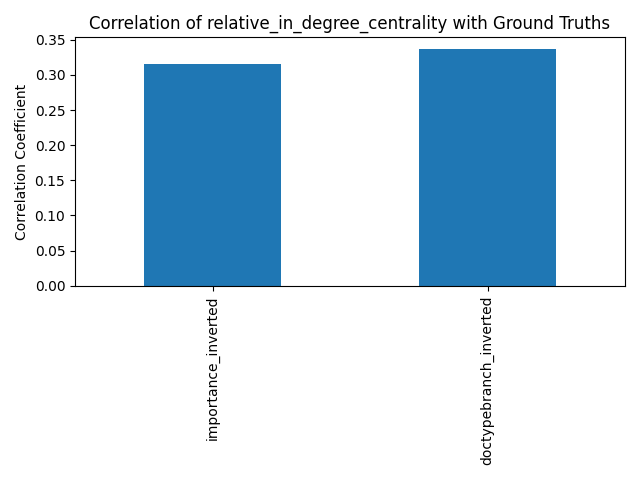 Correlation of relative_in_degree_centrality with Ground Truths
Correlation Coefficient
0.35
0.30
0.25
0.20
0.15
0.10
0.05
0.00
importance_inverted
doctypebranch_inverted